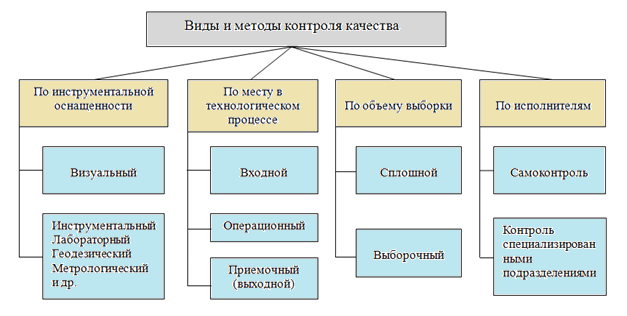 Виды и методы контроля качества
По инструментальной
оснащенности
По месту в
технологическом
процессе
По объему выборки
По исполнителям
Визуальный
Входной
Сплошной
Самоконтроль
Инструментальный
Лабораторный
Геодезический
Метрологический
и др.
Операционный
Приемочный
(выходной)
Выборочный
Контроль
специализирован
ными
подразделениями